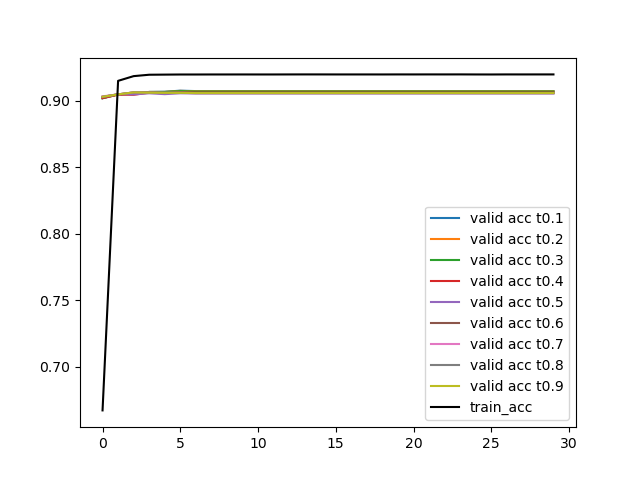 0.90
0.85
0.80
0.75
0.70
0 5 10 15 20 25 30
valid acc t0.1
valid acc t0.2
valid acc t0.3
valid acc t0.4
valid acc t0.5
valid acc t0.6
valid acc t0.7
valid acc t0.8
valid acc t0.9
train_acc